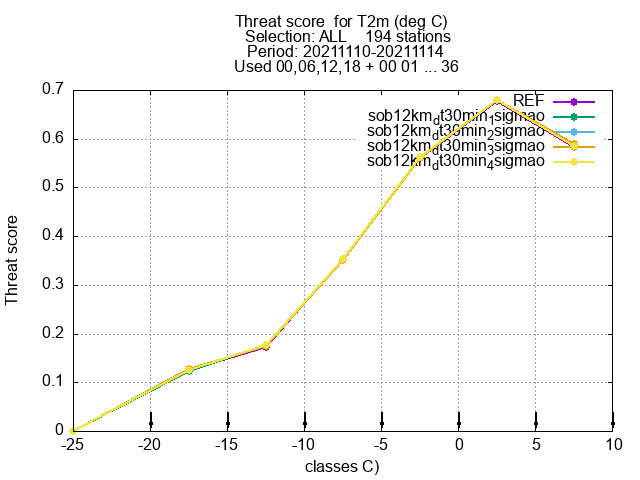 Threat score  for T2m (deg C)
Selection: ALL    194 stations
Period: 20211110-20211114
Used 00,06,12,18 + 00 01 ... 36
REF
sob12km_dt30min_1sigmao
sob12km_dt30min_2sigmao
sob12km_dt30min_3sigmao
sob12km_dt30min_4sigmao
0.7
0.6
0.5
0.4
0.3
0.2
0.1
0
Threat score
-25 -20 -15 -10 -5 0 5 10
classes C)